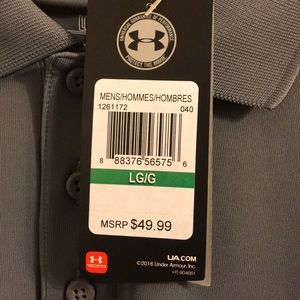 MENS/HOMMES/HOMBRES
1261172 040
8 88376 56575 6
LG/G
MSRP $49.99
UA.COM
©2016 Under Armour, Inc.